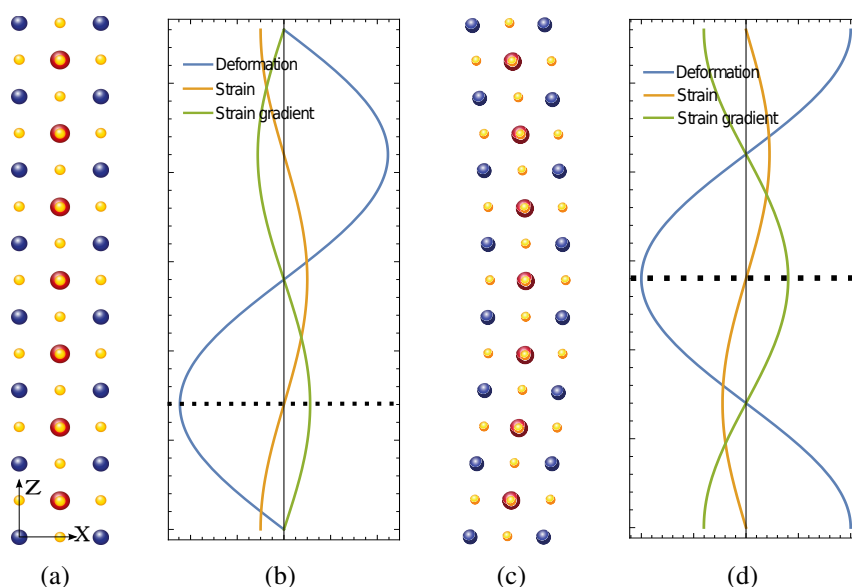 Deformation
Strain
Strain gradient
Deformation
Strain
Strain gradient
Z
X
(a)
(b)
(c)
(d)